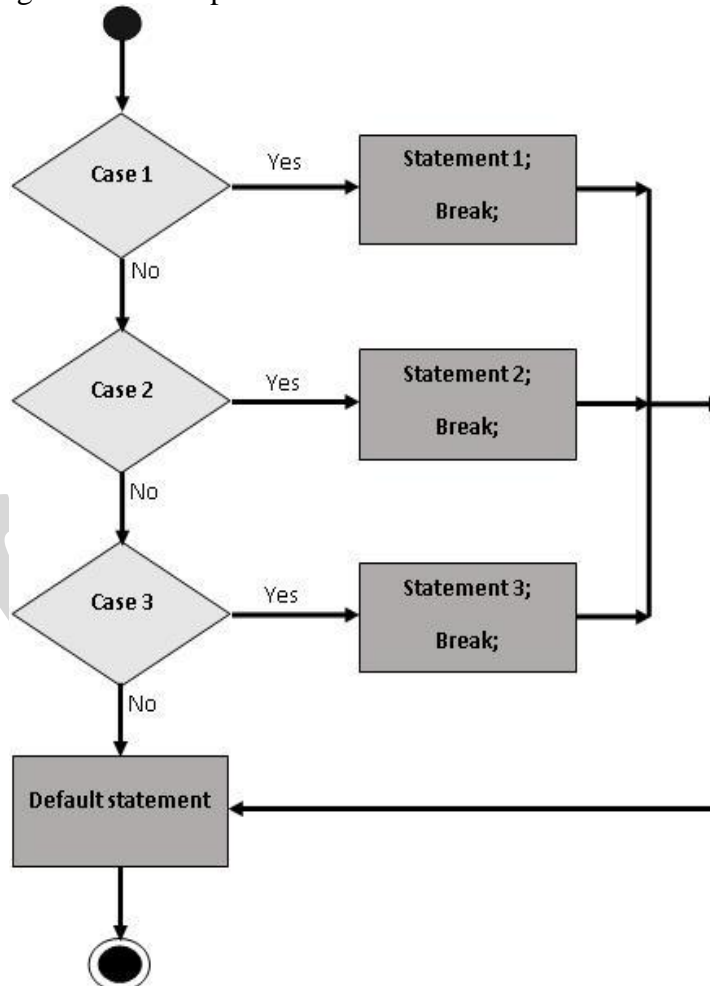 Case 1
Yes
Statement 1;
Break;
No
Case 2
Yes
Statement 2;
Break;
No
Case 3
Yes
Statement 3;
Break;
No
Default statement